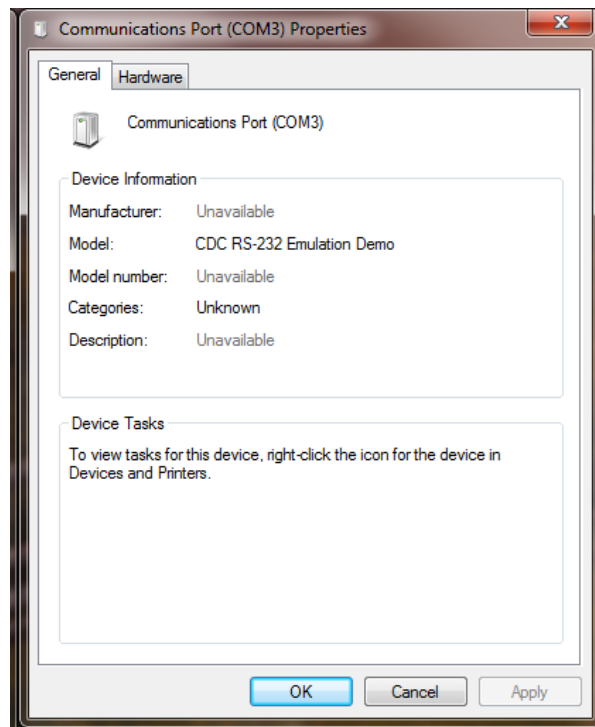 Communications Port (COM3) Properties
General Hardware
Communications Port (COM3)
Device Information
Manufacturer: Unavailable
Model: CDC RS-232 Emulation Demo
Model number: Unavailable
Categories: Unknown
Description: Unavailable
Device Tasks
To view tasks for this device, right-click the icon for the device in
Devices and Printers.
OK Cancel Apply